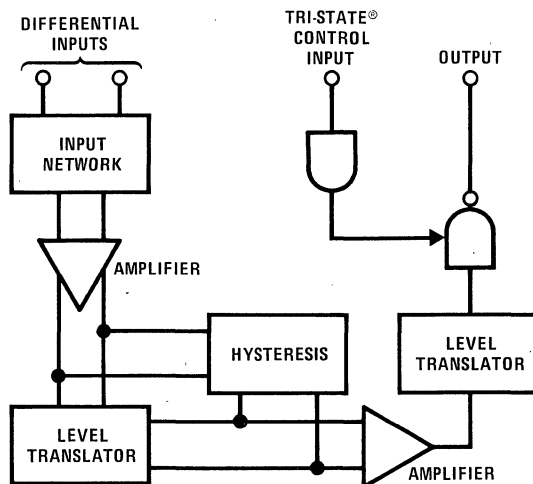 DIFFERENTIAL
INPUTS
TRI-STATE®
CONTROL
INPUT
OUTPUT
INPUT
NETWORK
AMPLIFIER
HYSTERESIS
LEVEL
TRANSLATOR
LEVEL
TRANSLATOR
AMPLIFIER